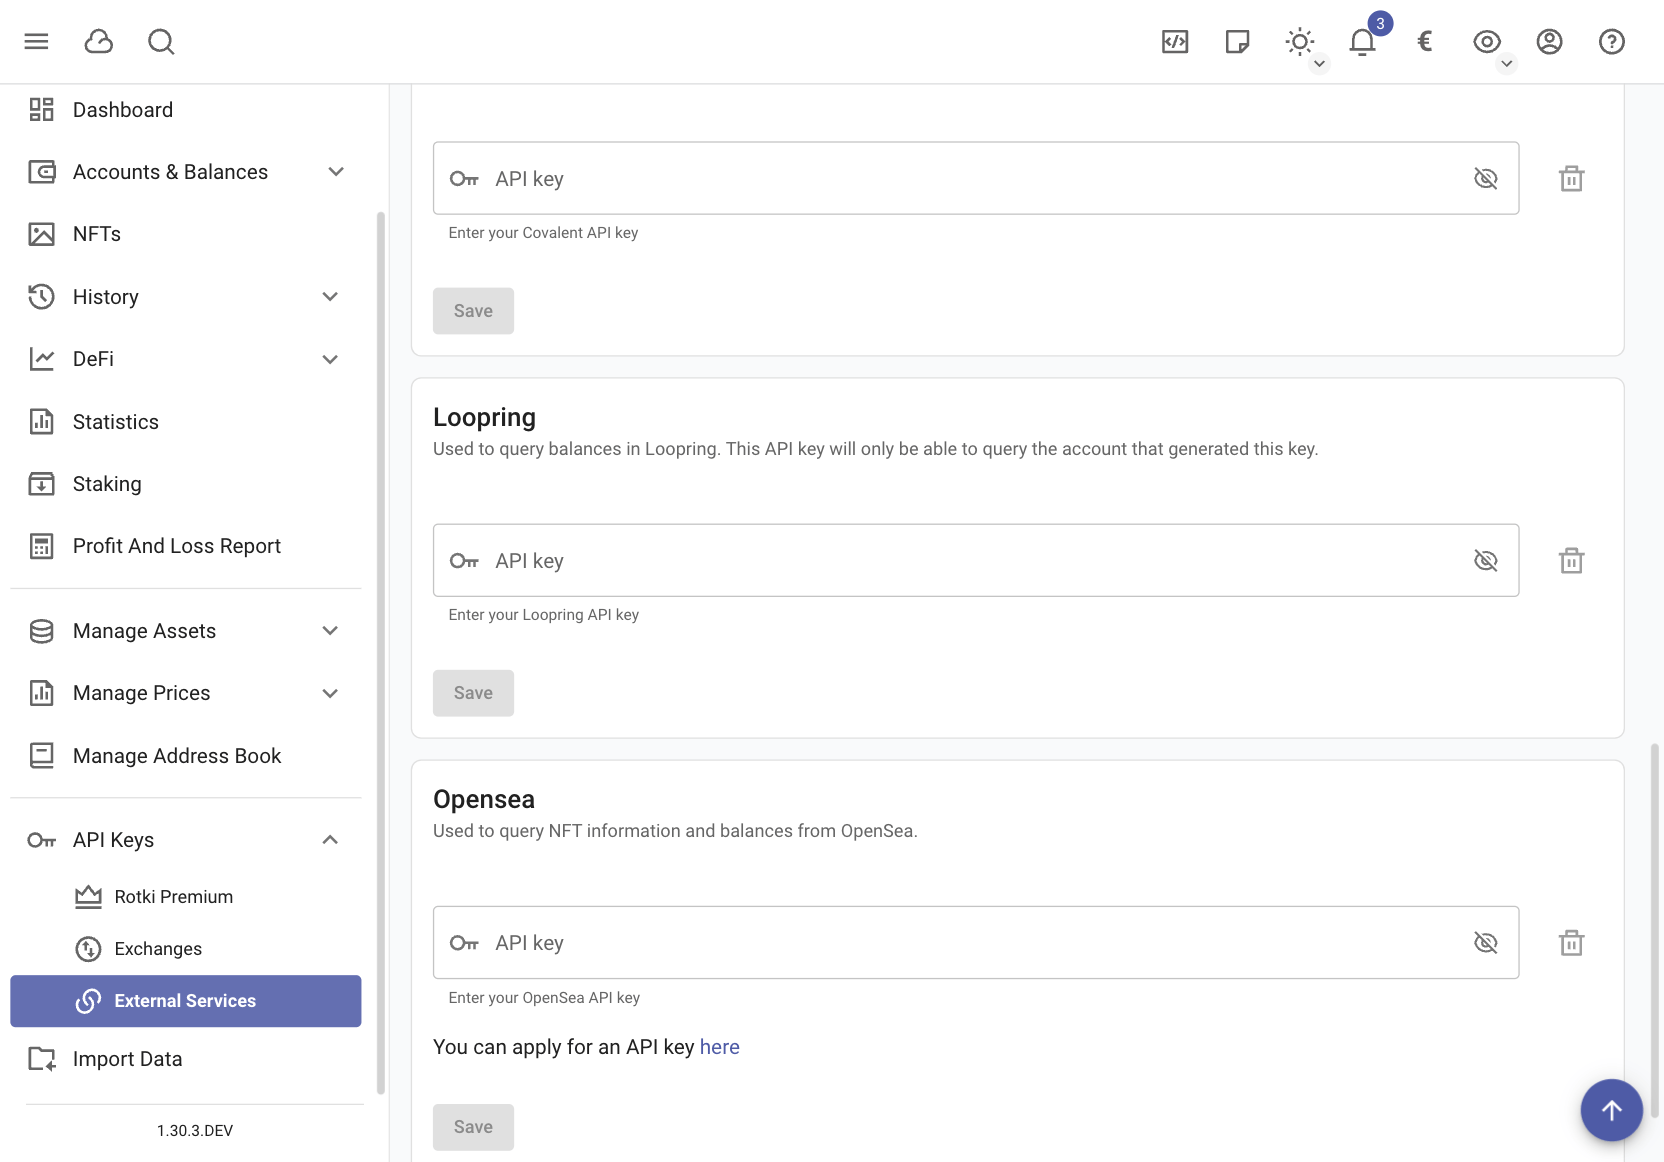 3
€
Dashboard
Accounts & Balances
NFTs
History
DeFi
Statistics
Staking
Profit And Loss Report
Manage Assets
Manage Prices
Manage Address Book
API Keys
Rotki Premium
Exchanges
External Services
Import Data
1.30.3.DEV
API key
Enter your Covalent API key
Save
Loopring
Used to query balances in Loopring. This API key will only be able to query the account that generated this key.
API key
Enter your Loopring API key
Save
Opensea
Used to query NFT information and balances from OpenSea.
API key
Enter your OpenSea API key
You can apply for an API key here
Save